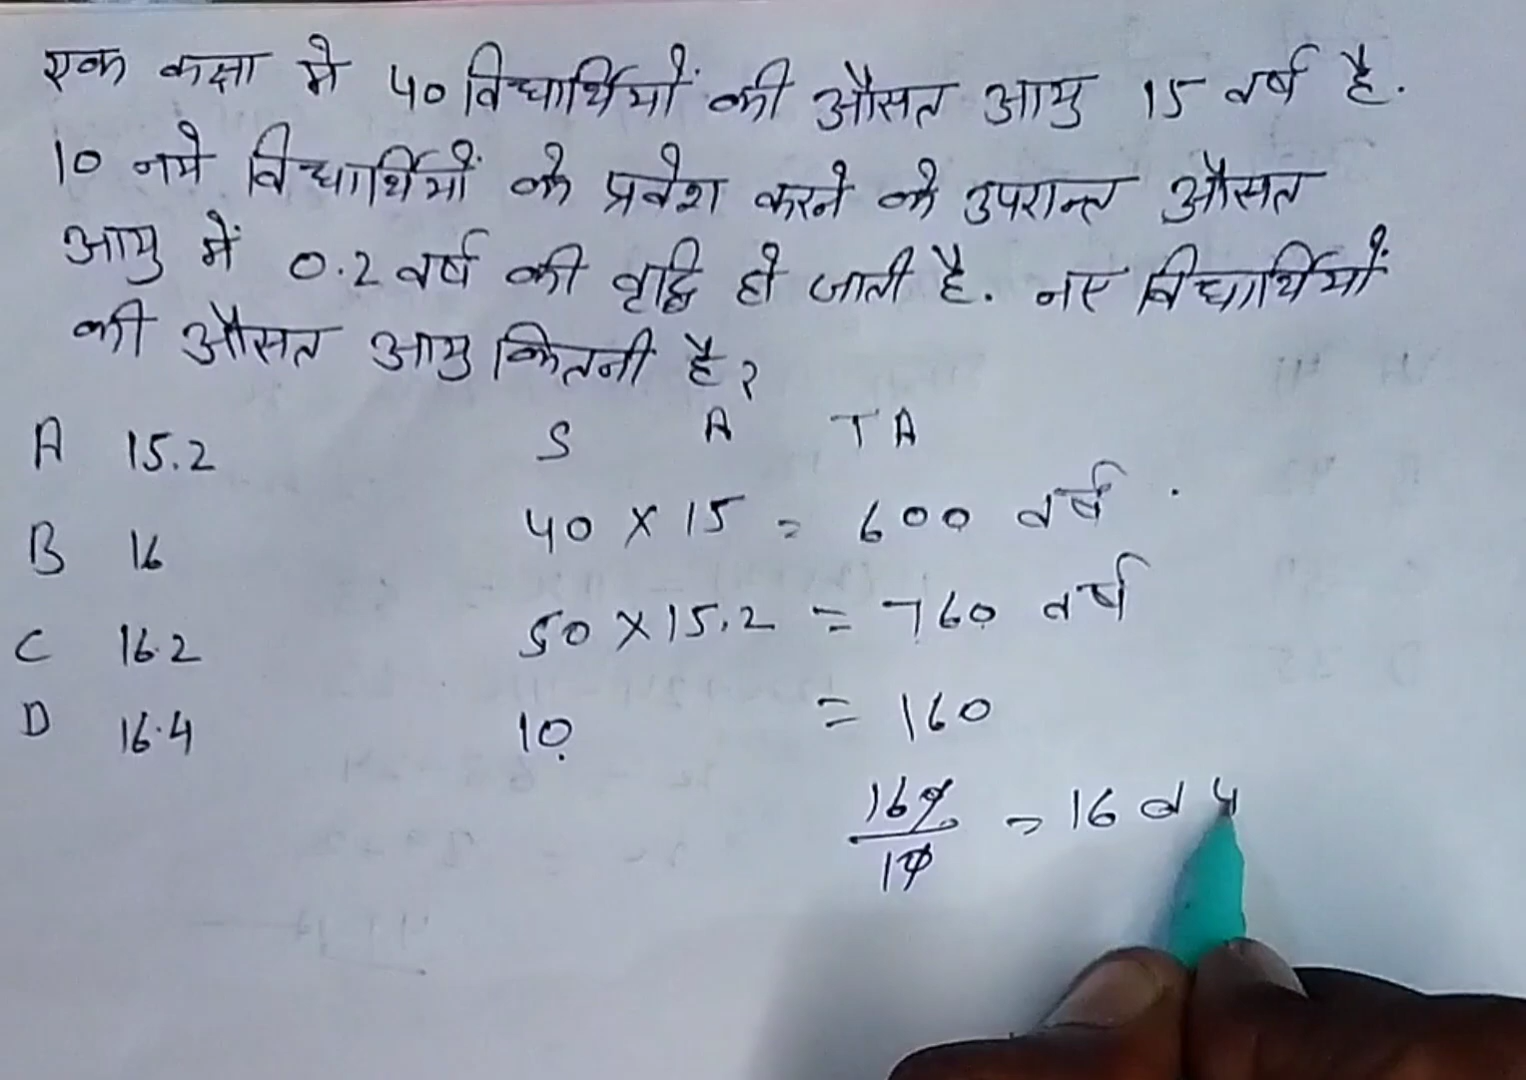 एक कक्षा मे 40 विद्यार्थियों की औसत आयु 15 वर्ष है.
10 नये विद्यार्थियों के प्रवेश करने के उपरान्त औसत
आयु में 0.2 वर्ष की वृद्धि हो जाती है. नए विद्यार्थियों
की औसत आयु कितनी है?
S A TA
A 15.2
40 × 15 = 600 वर्ष
B 16
50 × 15.2 = 760 वर्ष
C 16.2
D 16.4
10 = 160
160/10 = 16 व